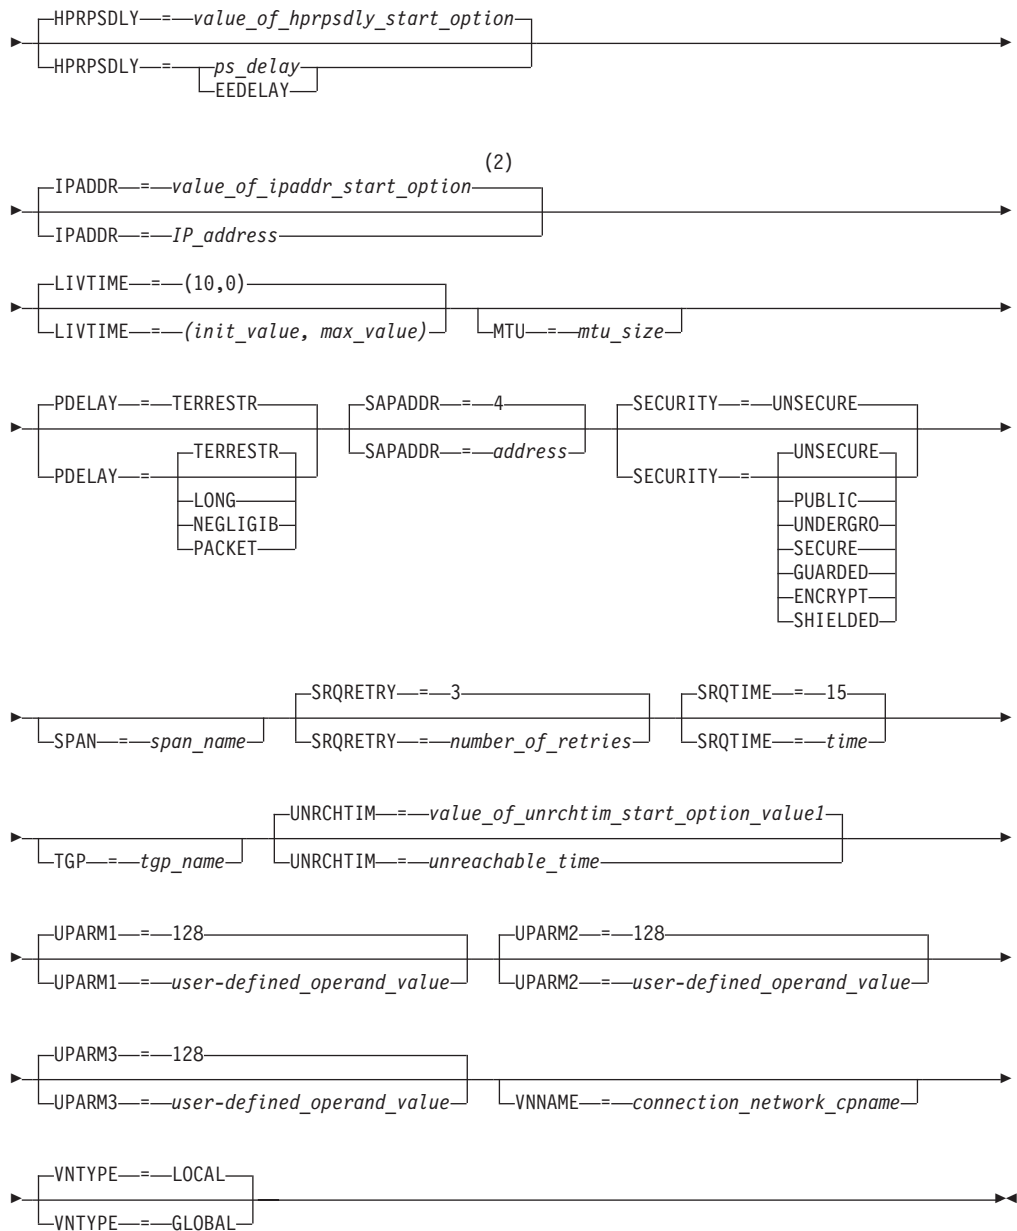 HPRPSDLY = value_of_hprpsdly_start_option
HPRPSDLY = ps_delay
EEDELAY
(2)
IPADDR = value_of_ipaddr_start_option
IPADDR = IP_address
LIVTIME = (10,0)
LIVTIME = (init_value, max_value) MTU = mtu_size
PDELAY = TERRESTR SAPADDR = 4 SECURITY = UNSECURE
PDELAY = TERRESTR SAPADDR = address SECURITY = UNSECURE
LONG PUBLIC
NEGLIGIB UNDERGRO
PACKET SECURE
GUARDED
ENCRYPT
SHIELDED
SRQRETRY = 3 SRQTIME = 15
SPAN = span_name SRQRETRY = number_of_retries SRQTIME = time
UNRCHTIM = value_of_unrchtim_start_option_value1
TGP = tgp_name UNRCHTIM = unreachable_time
UPARM1 = 128 UPARM2 = 128
UPARM1 = user-defined_operand_value UPARM2 = user-defined_operand_value
UPARM3 = 128
UPARM3 = user-defined_operand_value VNNAME = connection_network_cpname
VNTYPE = LOCAL
VNTYPE = GLOBAL